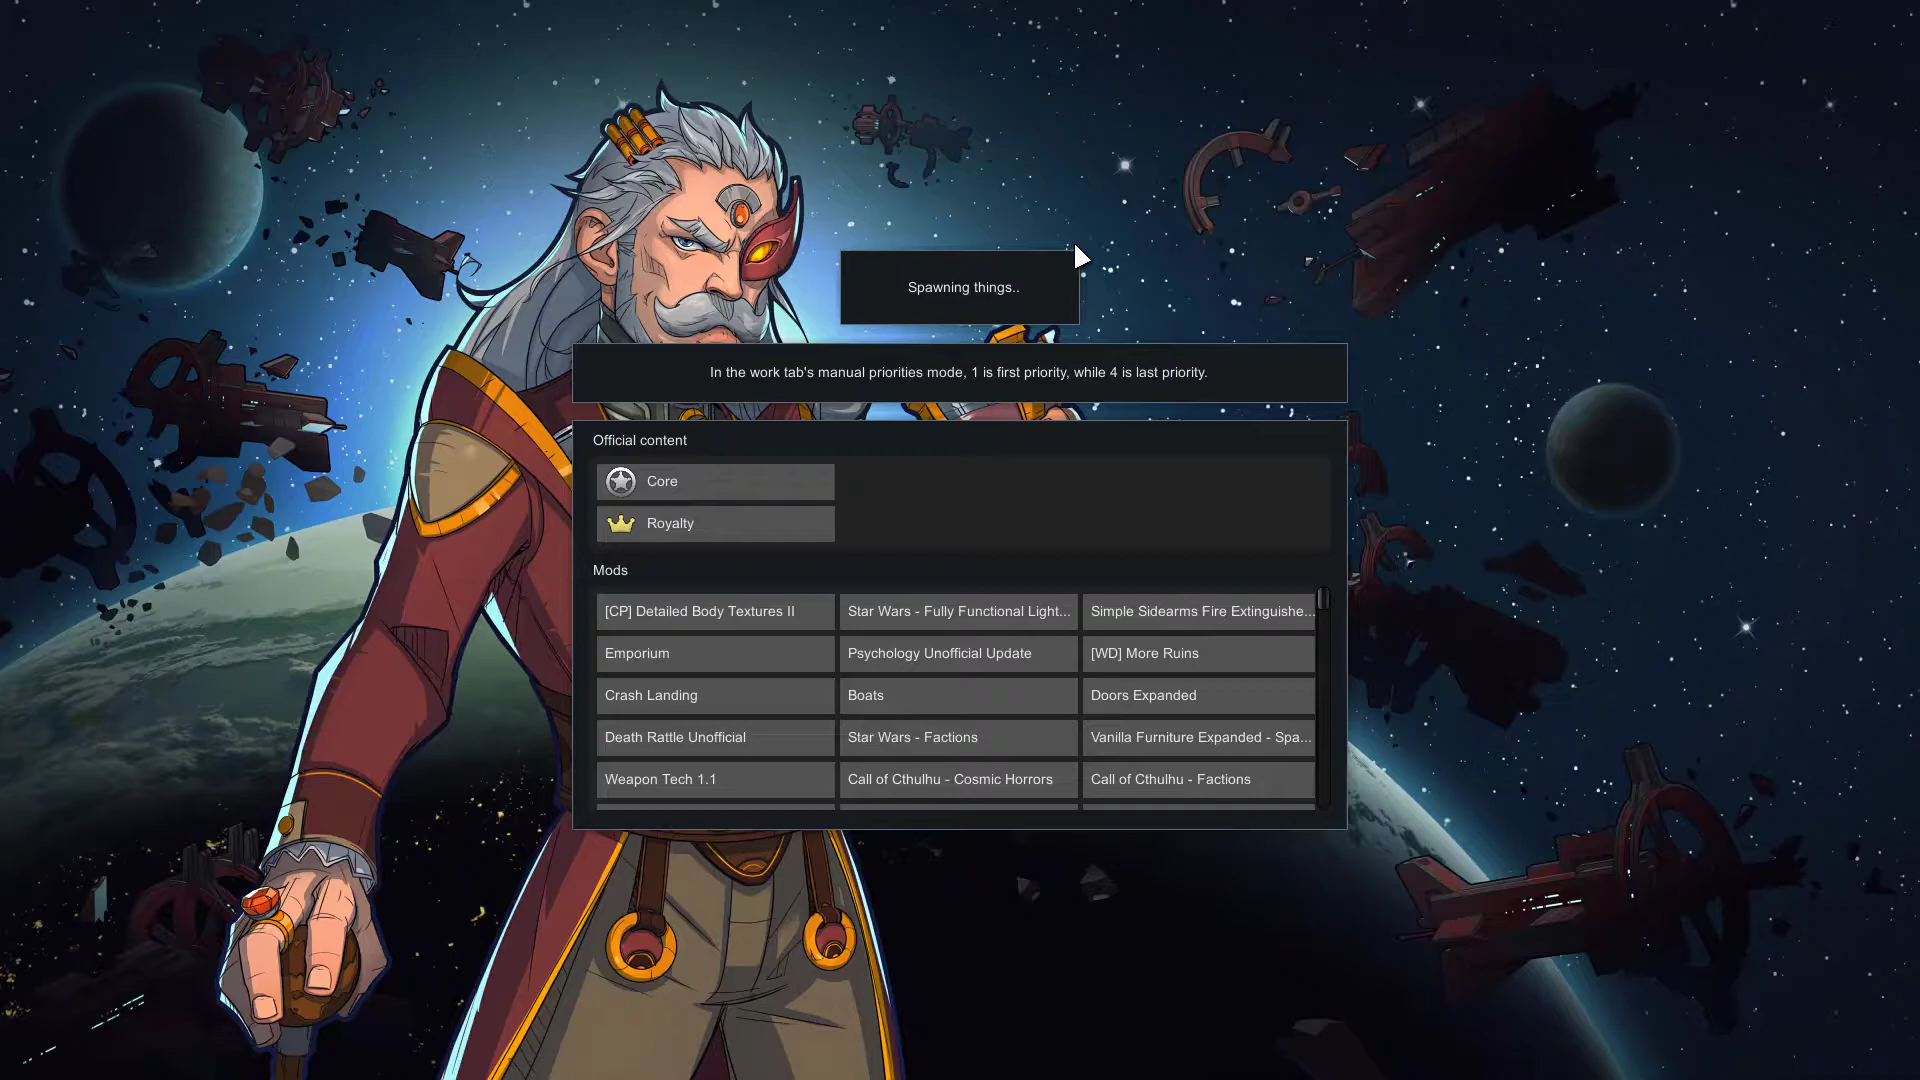 Spawning things..
In the work tab's manual priorities mode, 1 is first priority, while 4 is last priority.
Official content
Core
Royalty
Mods
[CP] Detailed Body Textures II
Star Wars - Fully Functional Light...
Simple Sidearms Fire Extinguishe...
Emporium
Psychology Unofficial Update
[WD] More Ruins
Crash Landing
Boats
Doors Expanded
Death Rattle Unofficial
Star Wars - Factions
Vanilla Furniture Expanded - Spa...
Weapon Tech 1.1
Call of Cthulhu - Cosmic Horrors
Call of Cthulhu - Factions